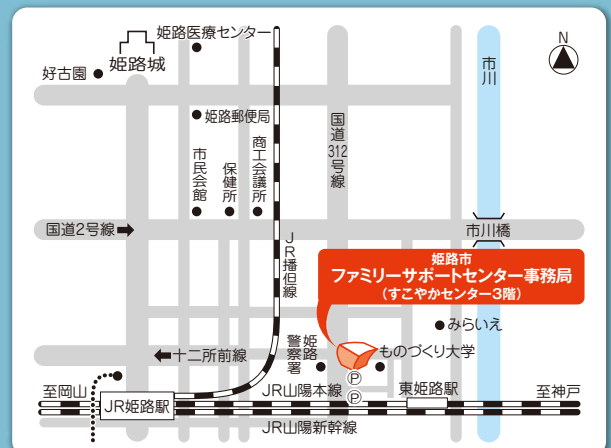 姫路医療センター
N
姫路城
好古園
市川
姫路郵便局
国道312号線
商工会議所
保健所
市民会館
国道2号線
市川橋
JR播但線
姫路市
ファミリーサポートセンター事務局
(すこやかセンター3階)
みらいえ
十二所前線
姫路警察署
ものづくり大学
P
P
至岡山
JR姫路駅
JR山陽本線
東姫路駅
至神戸
JR山陽新幹線